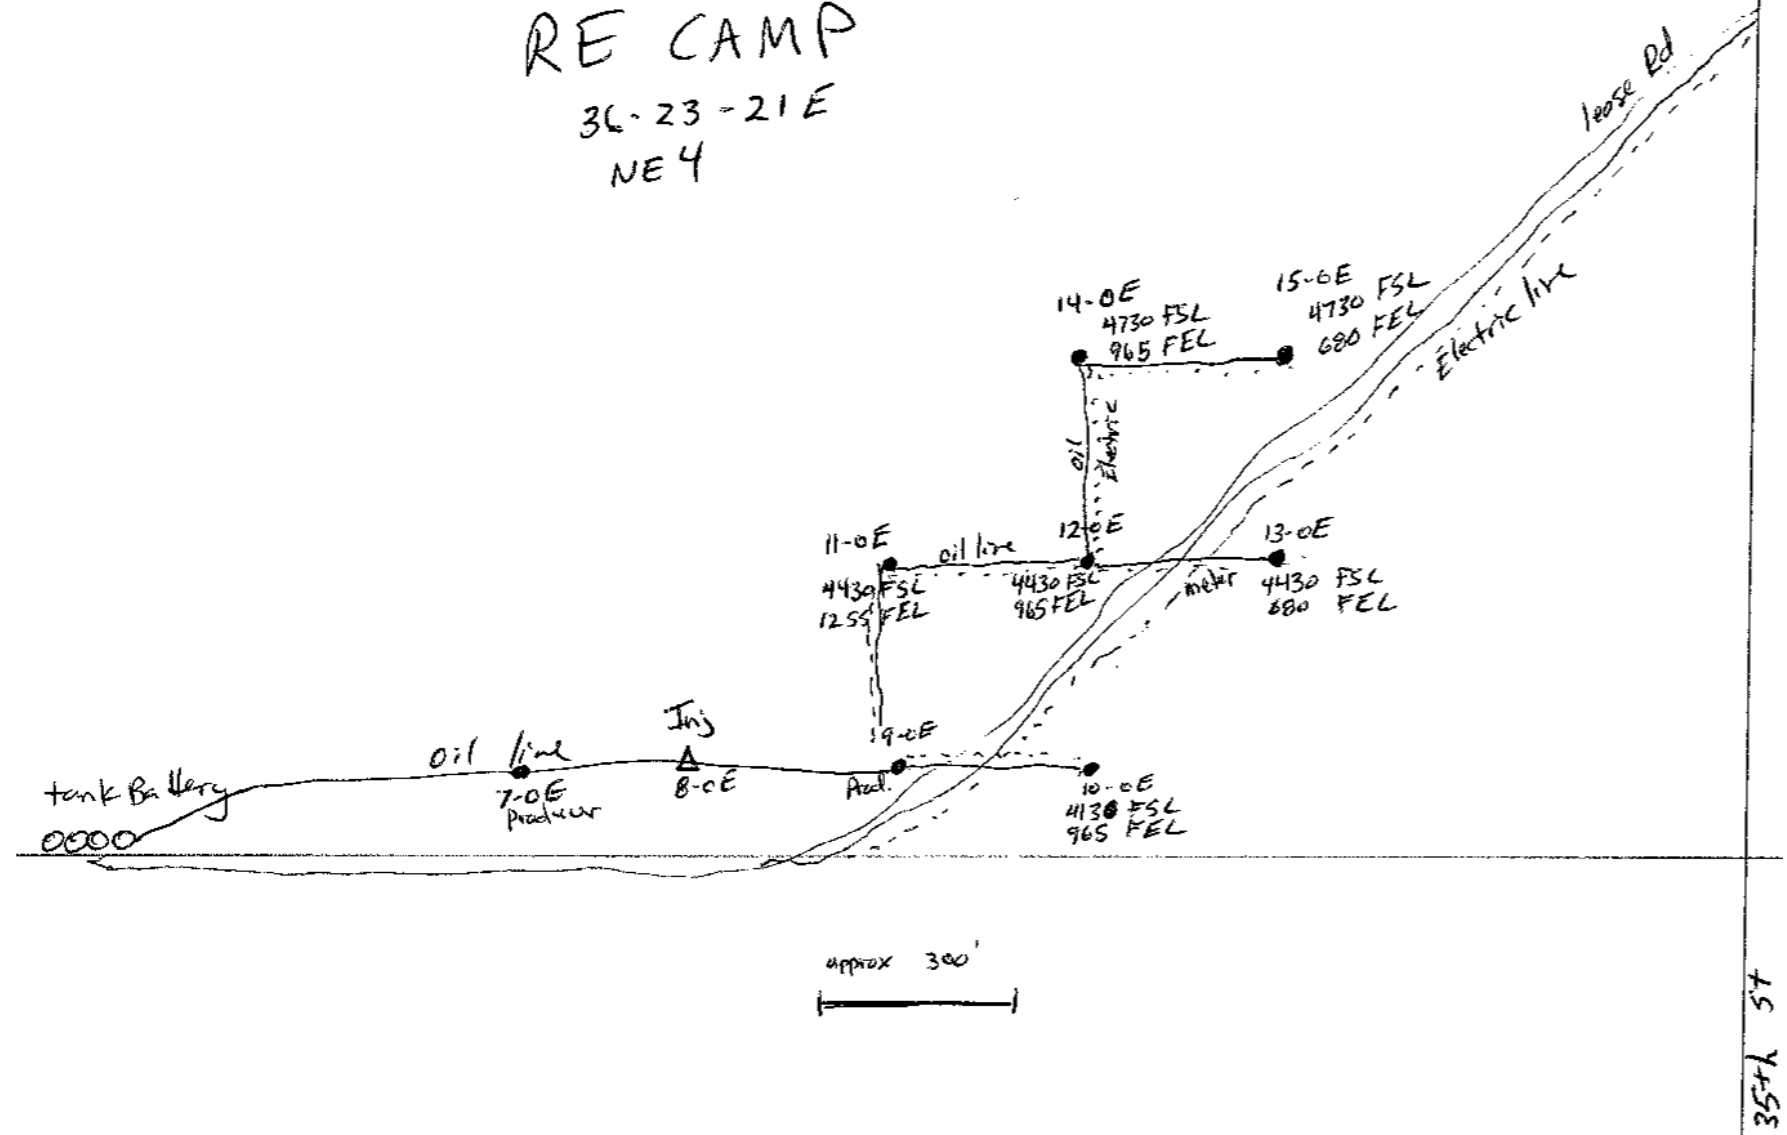 RE CAMP
36-23-21E
NE 4
lease Rd
Electric line
14-0E
4730 FSL
965 FEL
15-0E
4730 FSL
680 FEL
oil
Electric
11-0E
4430 FSL
1255 FEL
oil line
12-0E
4430 FSL
965 FEL
13-0E
4430 FSL
680 FEL
meter
9-0E
Prod.
10-0E
4130 FSL
965 FEL
Inj
8-0E
oil line
7-0E
Producer
tank Battery
approx 300'
35th St